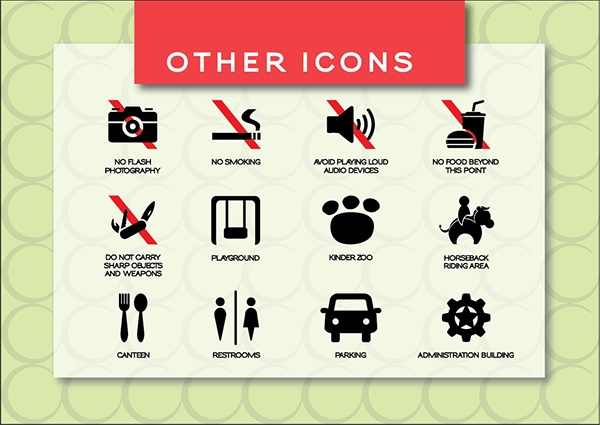 OTHER ICONS
NO FLASH
PHOTOGRAPHY
NO SMOKING
AVOID PLAYING LOUD
AUDIO DEVICES
NO FOOD BEYOND
THIS POINT
DO NOT CARRY
SHARP OBJECTS
AND WEAPONS
PLAYGROUND
KINDER ZOO
HORSEBACK
RIDING AREA
CANTEEN
RESTROOMS
PARKING
ADMINISTRATION BUILDING